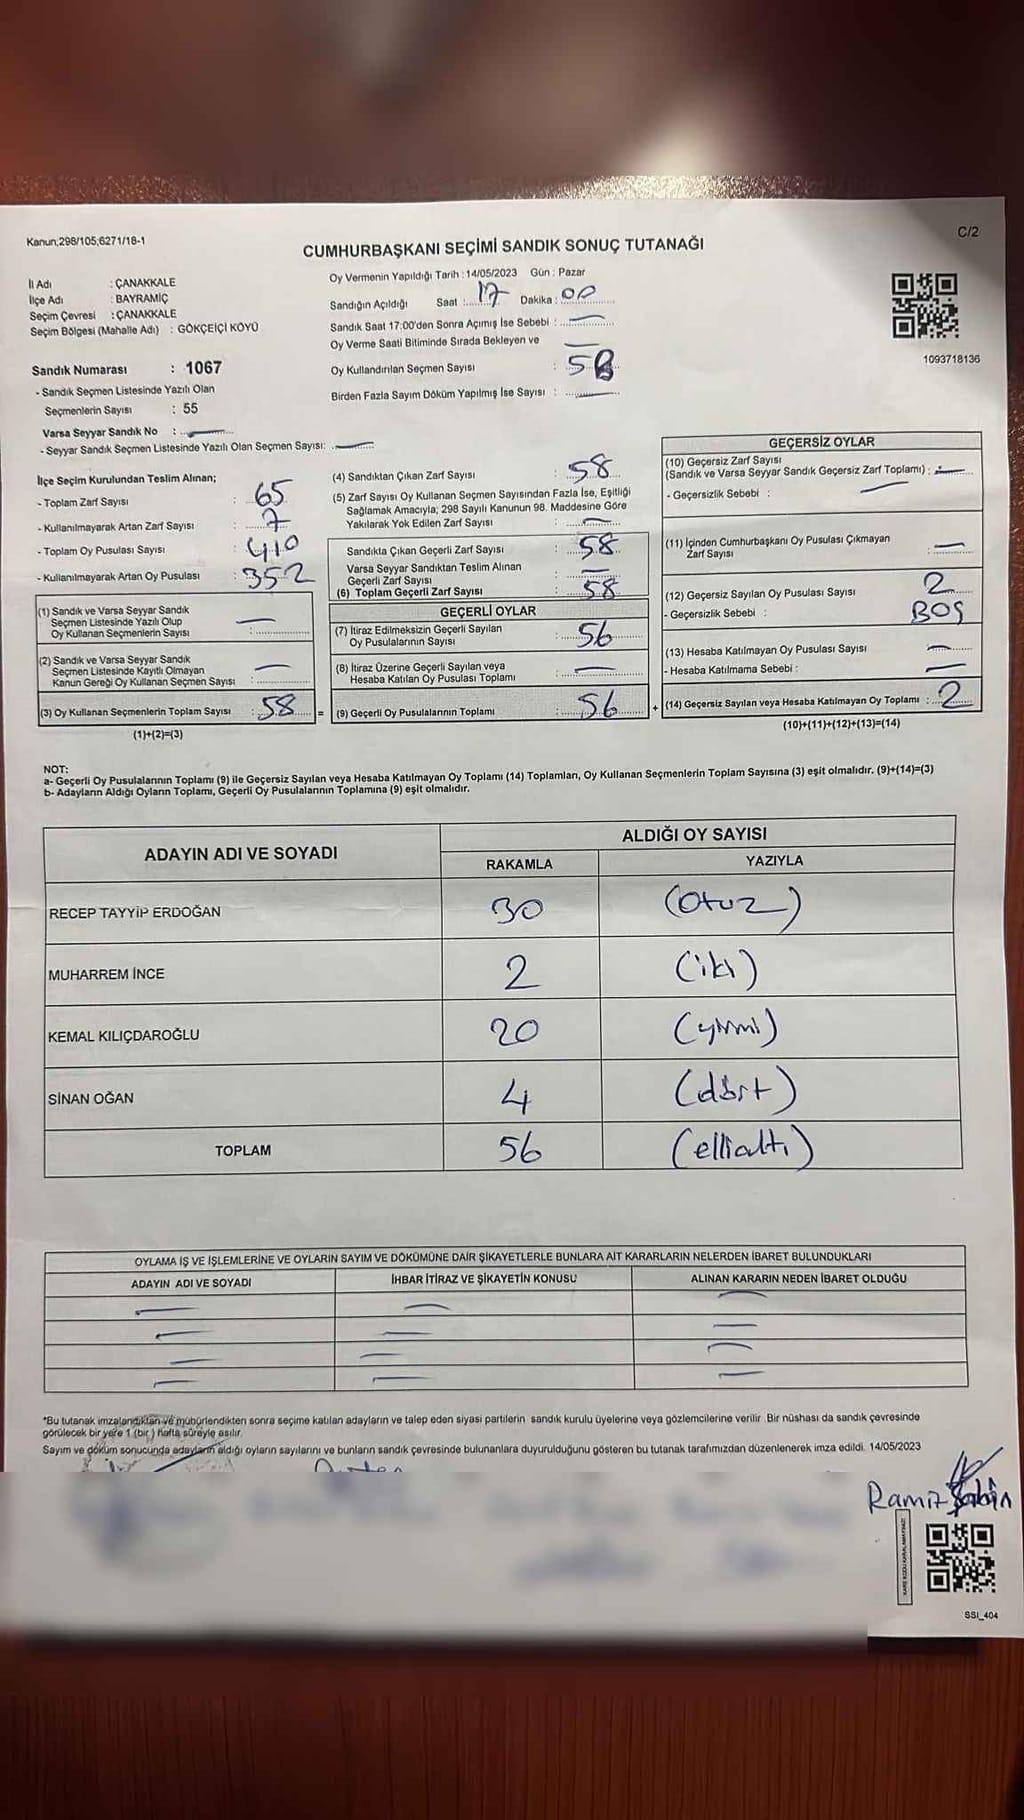 Kanun;298/105;6271/18-1
C/2
CUMHURBAŞKANI SEÇİMİ SANDIK SONUÇ TUTANAĞI
İl Adı : ÇANAKKALE
İlçe Adı : BAYRAMİÇ
Seçim Çevresi : ÇANAKKALE
Seçim Bölgesi (Mahalle Adı) : GÖKÇEİÇİ KÖYÜ
Oy Vermenin Yapıldığı Tarih : 14/05/2023 Gün : Pazar
Sandığın Açıldığı Saat : 17 Dakika : 00
Sandık Saat 17:00'den Sonra Açımış İse Sebebi : —
Oy Verme Saati Bitiminde Sırada Bekleyen ve —
Oy Kullandırılan Seçmen Sayısı : 58
Birden Fazla Sayım Döküm Yapılmış İse Sayısı : —
1093718136
Sandık Numarası : 1067
- Sandık Seçmen Listesinde Yazılı Olan
Seçmenlerin Sayısı : 55
Varsa Seyyar Sandık No : —
- Seyyar Sandık Seçmen Listesinde Yazılı Olan Seçmen Sayısı: —
İlçe Seçim Kurulundan Teslim Alınan;
- Toplam Zarf Sayısı : 65
- Kullanılmayarak Artan Zarf Sayısı : 7
- Toplam Oy Pusulası Sayısı : 410
- Kullanılmayarak Artan Oy Pusulası : 352
(1) Sandık ve Varsa Seyyar Sandık
Seçmen Listesinde Yazılı Olup
Oy Kullanan Seçmenlerin Sayısı : —
(2) Sandık ve Varsa Seyyar Sandık
Seçmen Listesinde Kayıtlı Olmayan
Kanun Gereği Oy Kullanan Seçmen Sayısı : —
(3) Oy Kullanan Seçmenlerin Toplam Sayısı : 58 =
(1)+(2)=(3)
(4) Sandıktan Çıkan Zarf Sayısı : 58
(5) Zarf Sayısı Oy Kullanan Seçmen Sayısından Fazla İse, Eşitliği
Sağlamak Amacıyla; 298 Sayılı Kanunun 98. Maddesine Göre
Yakılarak Yok Edilen Zarf Sayısı : —
Sandıkta Çıkan Geçerli Zarf Sayısı : 58
Varsa Seyyar Sandıktan Teslim Alınan
Geçerli Zarf Sayısı : —
(6) Toplam Geçerli Zarf Sayısı : 58
GEÇERLİ OYLAR
(7) İtiraz Edilmeksizin Geçerli Sayılan
Oy Pusulalarının Sayısı : 56
(8) İtiraz Üzerine Geçerli Sayılan veya
Hesaba Katılan Oy Pusulası Toplamı : —
(9) Geçerli Oy Pusulalarının Toplamı : 56 +
GEÇERSİZ OYLAR
(10) Geçersiz Zarf Sayısı
(Sandık ve Varsa Seyyar Sandık Geçersiz Zarf Toplamı) : —
- Geçersizlik Sebebi : —
(11) İçinden Cumhurbaşkanı Oy Pusulası Çıkmayan
Zarf Sayısı —
(12) Geçersiz Sayılan Oy Pusulası Sayısı 2
- Geçersizlik Sebebi : BOŞ
(13) Hesaba Katılmayan Oy Pusulası Sayısı —
- Hesaba Katılmama Sebebi : —
(14) Geçersiz Sayılan veya Hesaba Katılmayan Oy Toplamı : 2
(10)+(11)+(12)+(13)=(14)
NOT:
a- Geçerli Oy Pusulalarının Toplamı (9) ile Geçersiz Sayılan veya Hesaba Katılmayan Oy Toplamı (14) Toplamları, Oy Kullanan Seçmenlerin Toplam Sayısına (3) eşit olmalıdır. (9)+(14)=(3)
b- Adayların Aldığı Oyların Toplamı, Geçerli Oy Pusulalarının Toplamına (9) eşit olmalıdır.
ADAYIN ADI VE SOYADI
ALDIĞI OY SAYISI
RAKAMLA YAZIYLA
RECEP TAYYİP ERDOĞAN 30 (otuz)
MUHARREM İNCE 2 (iki)
KEMAL KILIÇDAROĞLU 20 (yirmi)
SİNAN OĞAN 4 (dört)
TOPLAM 56 (ellialtı)
OYLAMA İŞ VE İŞLEMLERİNE VE OYLARIN SAYIM VE DÖKÜMÜNE DAİR ŞİKAYETLERLE BUNLARA AİT KARARLARIN NELERDEN İBARET BULUNDUKLARI
ADAYIN ADI VE SOYADI İHBAR İTİRAZ VE ŞİKAYETİN KONUSU ALINAN KARARIN NEDEN İBARET OLDUĞU
— — —
— — —
— — —
— — —
*Bu tutanak imzalandıktan ve mühürlendikten sonra seçime katılan adayların ve talep eden siyasi partilerin sandık kurulu üyelerine veya gözlemcilerine verilir. Bir nüshası da sandık çevresinde
görülecek bir yere 1 (bir) hafta süreyle asılır.
Sayım ve döküm sonucunda adayların aldığı oyların sayılarını ve bunların sandık çevresinde bulunanlara duyurulduğunu gösteren bu tutanak tarafımızdan düzenlenerek imza edildi. 14/05/2023
Ramiz Şahin
SSI_404